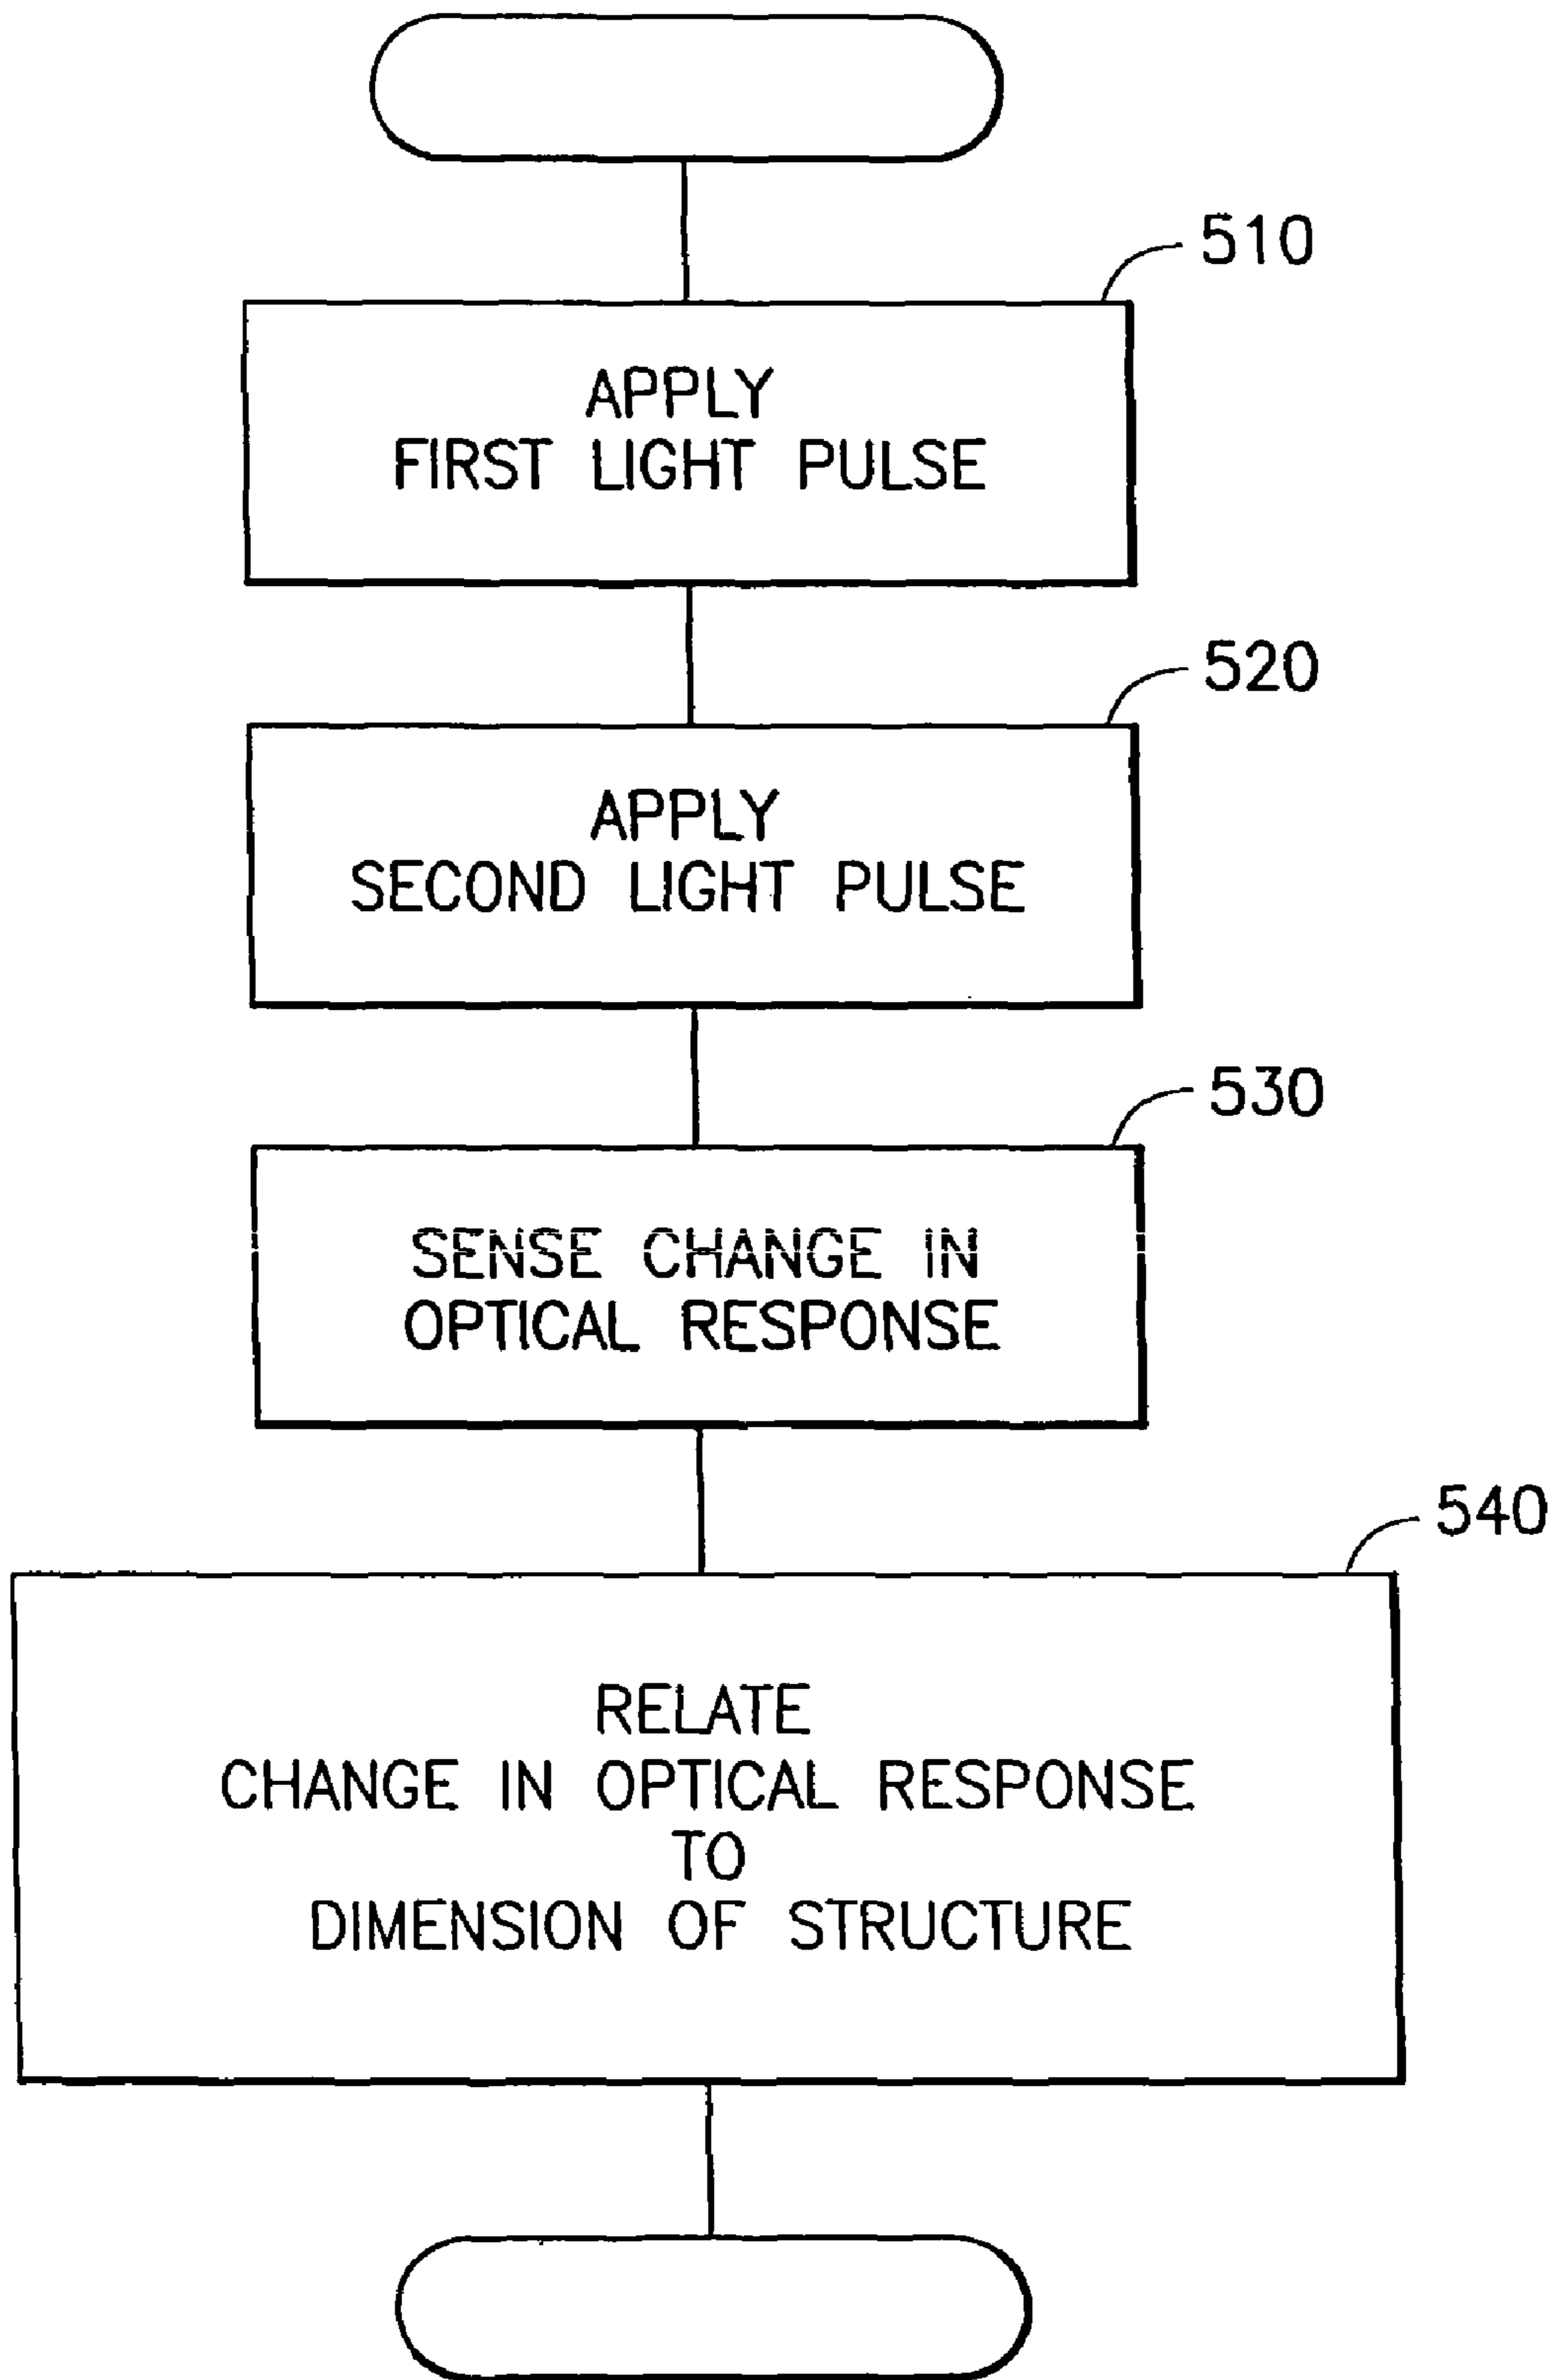 510
APPLY
FIRST LIGHT PULSE
520
APPLY
SECOND LIGHT PULSE
530
SENSE CHANGE IN
OPTICAL RESPONSE
540
RELATE
CHANGE IN OPTICAL RESPONSE
TO
DIMENSION OF STRUCTURE